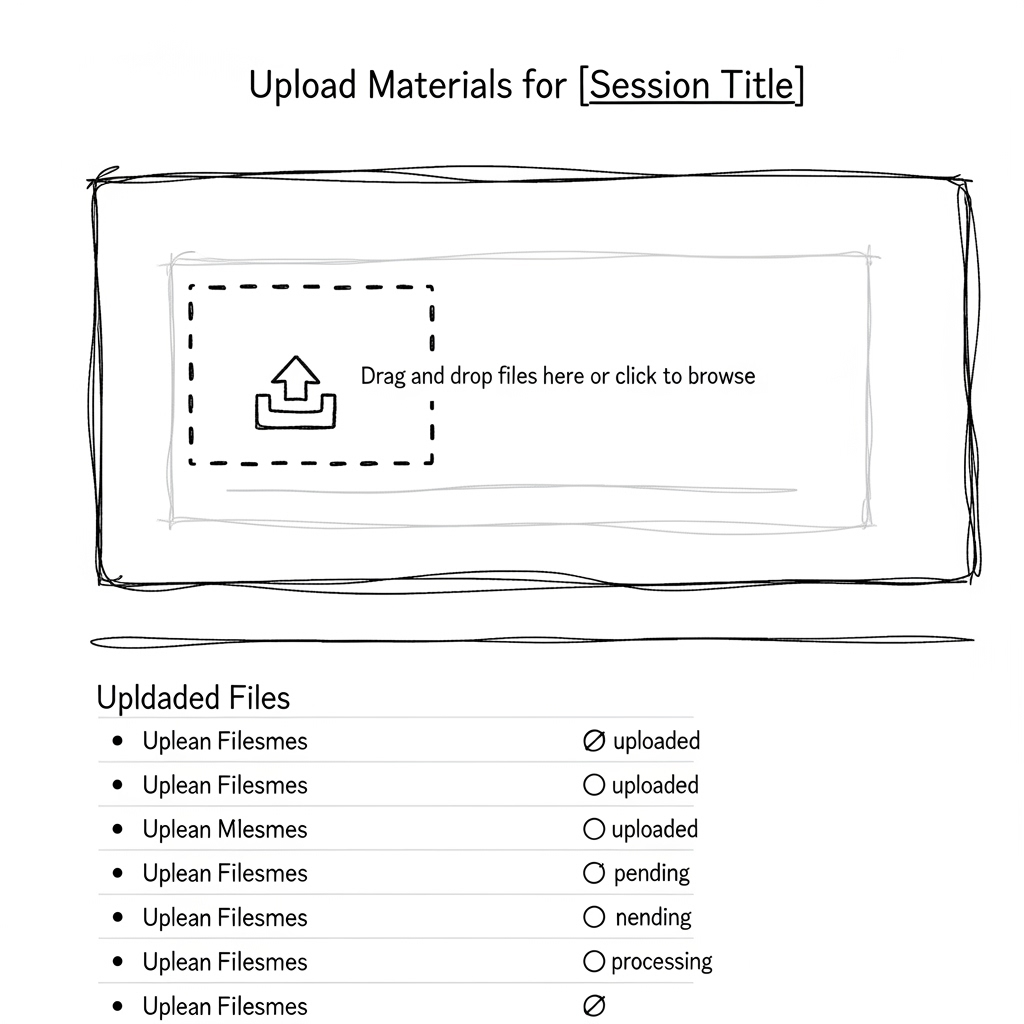 Upload Materials for [Session Title]
Drag and drop files here or click to browse
Upldaded Files
Uplean Filesmes uploaded
Uplean Filesmes uploaded
Uplean Mlesmes uploaded
Uplean Filesmes pending
Uplean Filesmes nending
Uplean Filesmes processing
Uplean Filesmes